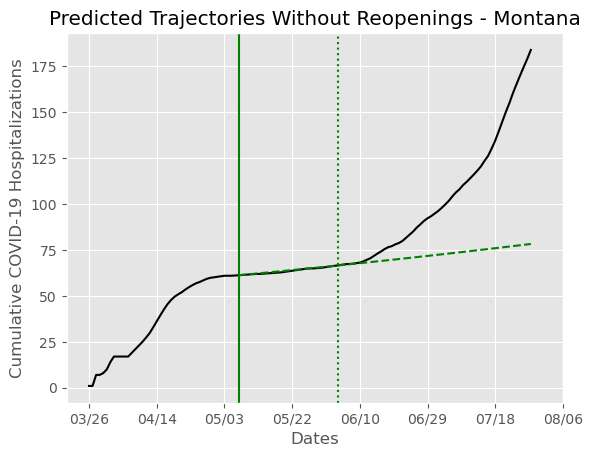 Predicted Trajectories Without Reopenings - Montana
Cumulative COVID-19 Hospitalizations
175
150
125
100
75
50
25
0
03/26 04/14 05/03 05/22 06/10 06/29 07/18 08/06
Dates